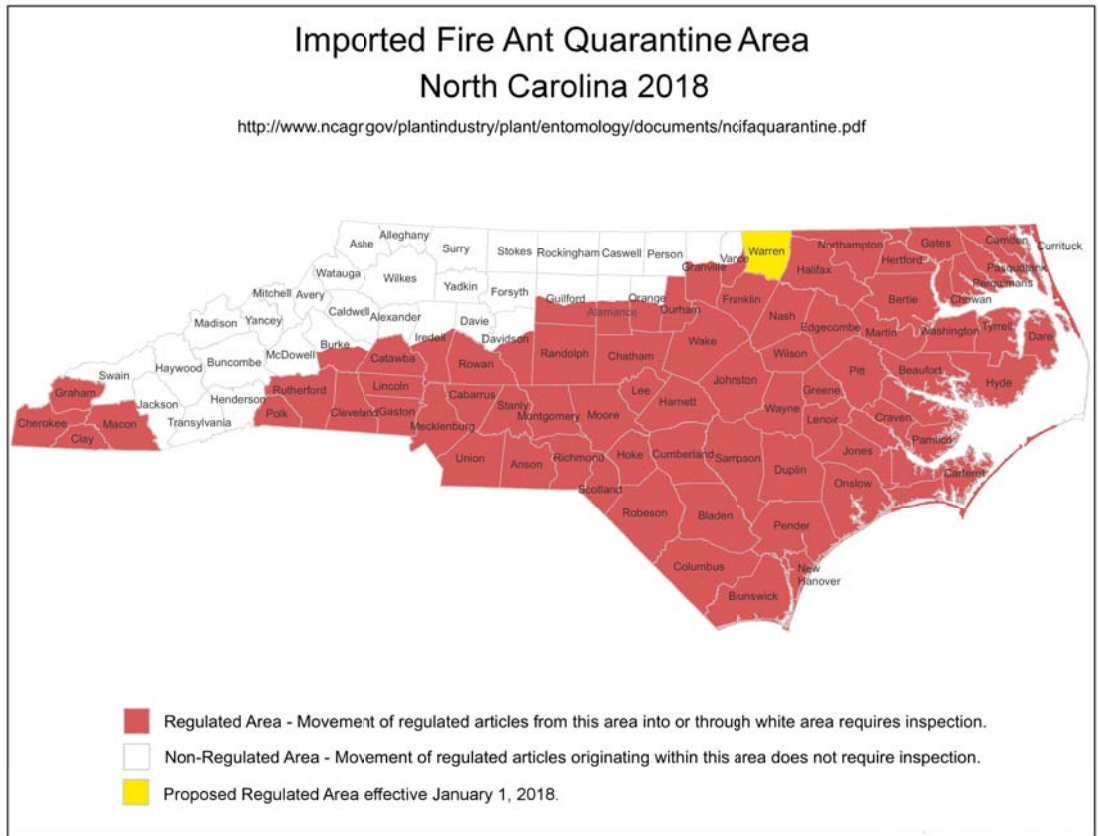 Imported Fire Ant Quarantine Area
North Carolina 2018
http://www.ncagr.gov/plantindustry/plant/entomology/documents/ncifaquarantine.pdf
Ashe
Alleghany
Surry
Stokes
Rockingham
Caswell
Person
Granville
Vance
Warren
Northampton
Gates
Camden
Currituck
Halifax
Hertford
Pasquotank
Perquimans
Chowan
Watauga
Wilkes
Yadkin
Forsyth
Guilford
Alamance
Orange
Durham
Franklin
Nash
Bertie
Mitchell
Avery
Caldwell
Alexander
Davie
Davidson
Iredell
Madison
Yancey
Burke
McDowell
Catawba
Rowan
Randolph
Chatham
Wake
Edgecombe
Martin
Washington
Tyrrell
Dare
Swain
Haywood
Buncombe
Wilson
Pitt
Beaufort
Hyde
Graham
Rutherford
Lincoln
Cabarrus
Stanly
Montgomery
Moore
Lee
Harnett
Johnston
Greene
Wayne
Lenoir
Craven
Pamlico
Cherokee
Macon
Clay
Jackson
Transylvania
Henderson
Polk
Cleveland
Gaston
Mecklenburg
Union
Anson
Richmond
Hoke
Cumberland
Sampson
Duplin
Jones
Onslow
Carteret
Scotland
Robeson
Bladen
Pender
Columbus
Brunswick
New
Hanover
Regulated Area - Movement of regulated articles from this area into or through white area requires inspection.
Non-Regulated Area - Movement of regulated articles originating within this area does not require inspection.
Proposed Regulated Area effective January 1, 2018.